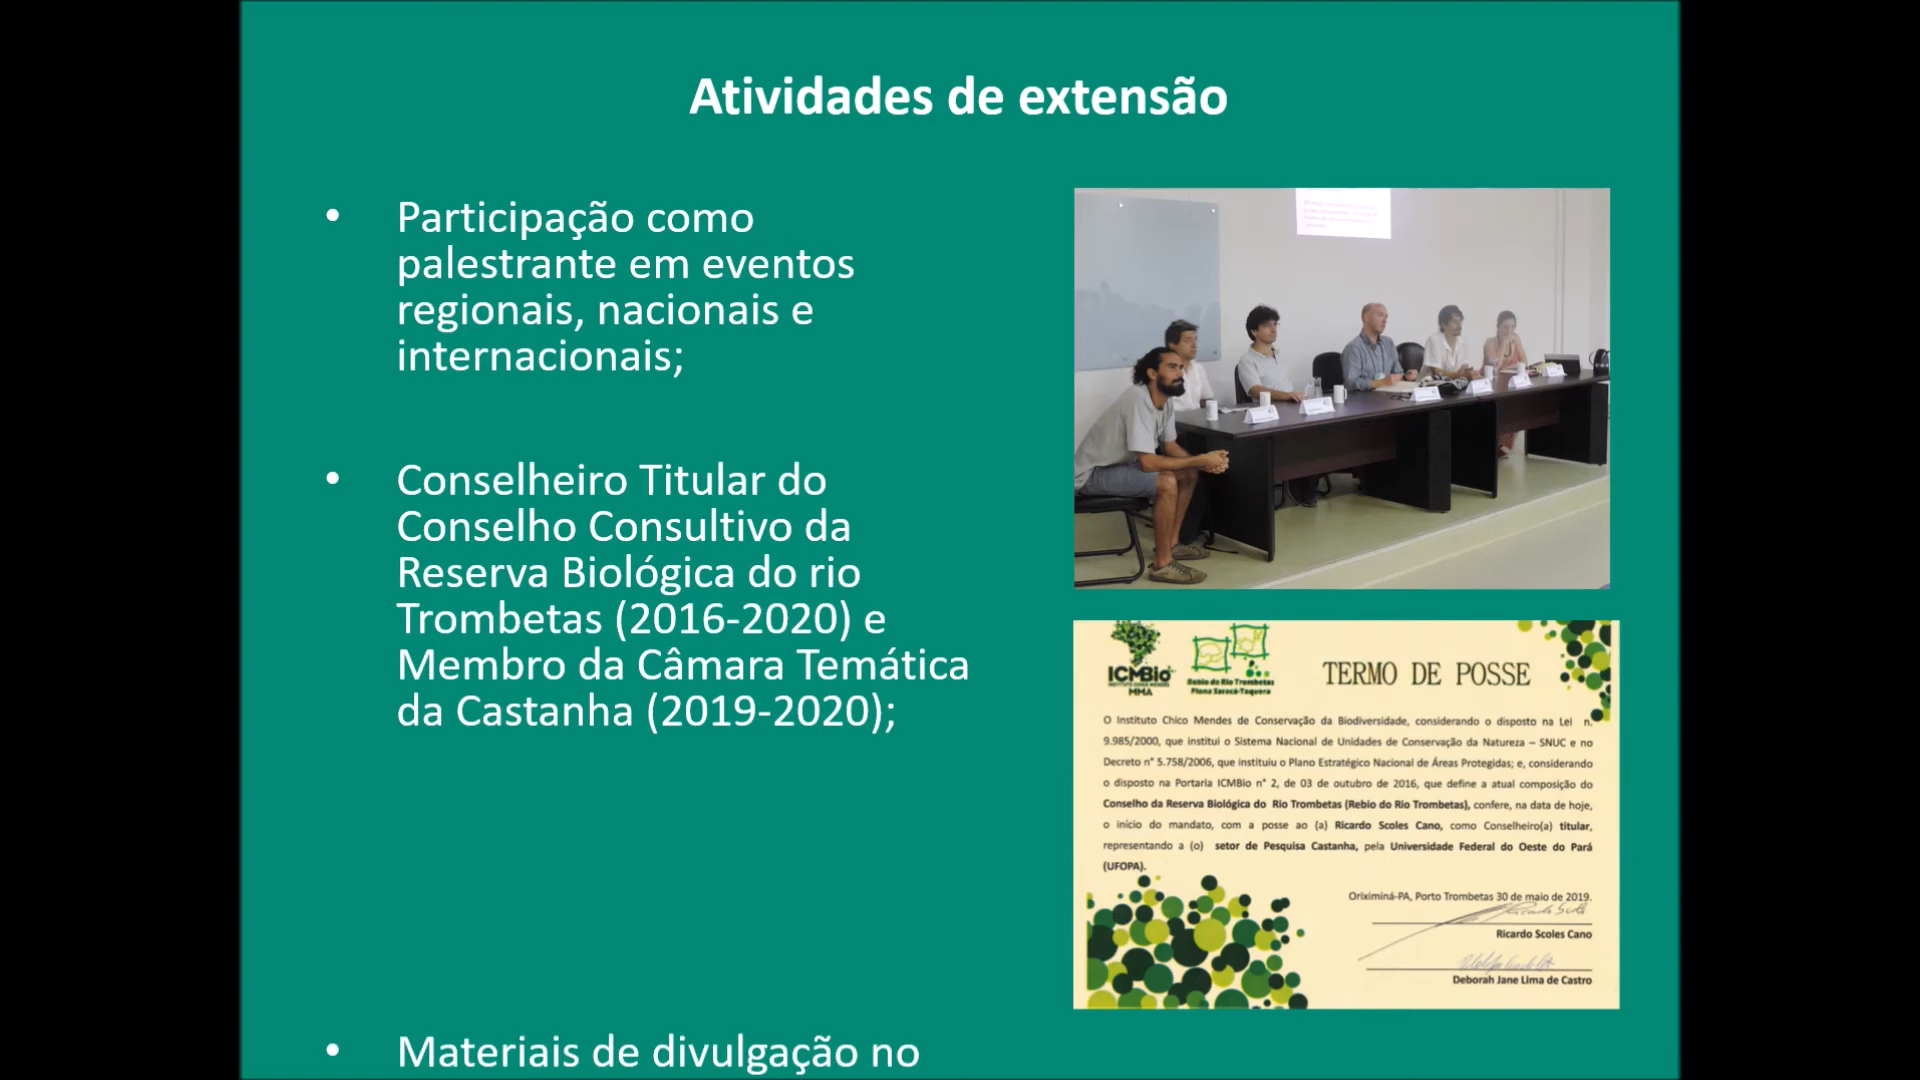 Atividades de extensão
• Participação como
palestrante em eventos
regionais, nacionais e
internacionais;
• Conselheiro Titular do
Conselho Consultivo da
Reserva Biológica do rio
Trombetas (2016-2020) e
Membro da Câmara Temática
da Castanha (2019-2020);
• Materiais de divulgação no
ICMBio
INSTITUTO CHICO MENDES
MMA
Rebio do Rio Trombetas
Flona Saracá-Taquera
TERMO DE POSSE
O Instituto Chico Mendes de Conservação da Biodiversidade, considerando o disposto na Lei n.
9.985/2000, que institui o Sistema Nacional de Unidades de Conservação da Natureza – SNUC e no
Decreto n° 5.758/2006, que instituiu o Plano Estratégico Nacional de Áreas Protegidas; e, considerando
o disposto na Portaria ICMBio n° 2, de 03 de outubro de 2016, que define a atual composição do
Conselho da Reserva Biológica do Rio Trombetas (Rebio do Rio Trombetas), confere, na data de hoje,
o início do mandato, com a posse ao (a) Ricardo Scoles Cano, como Conselheiro(a) titular,
representando a (o) setor de Pesquisa Castanha, pela Universidade Federal do Oeste do Pará
(UFOPA).
Oriximiná-PA, Porto Trombetas 30 de maio de 2019.
Ricardo Scoles Cano
Deborah Jane Lima de Castro